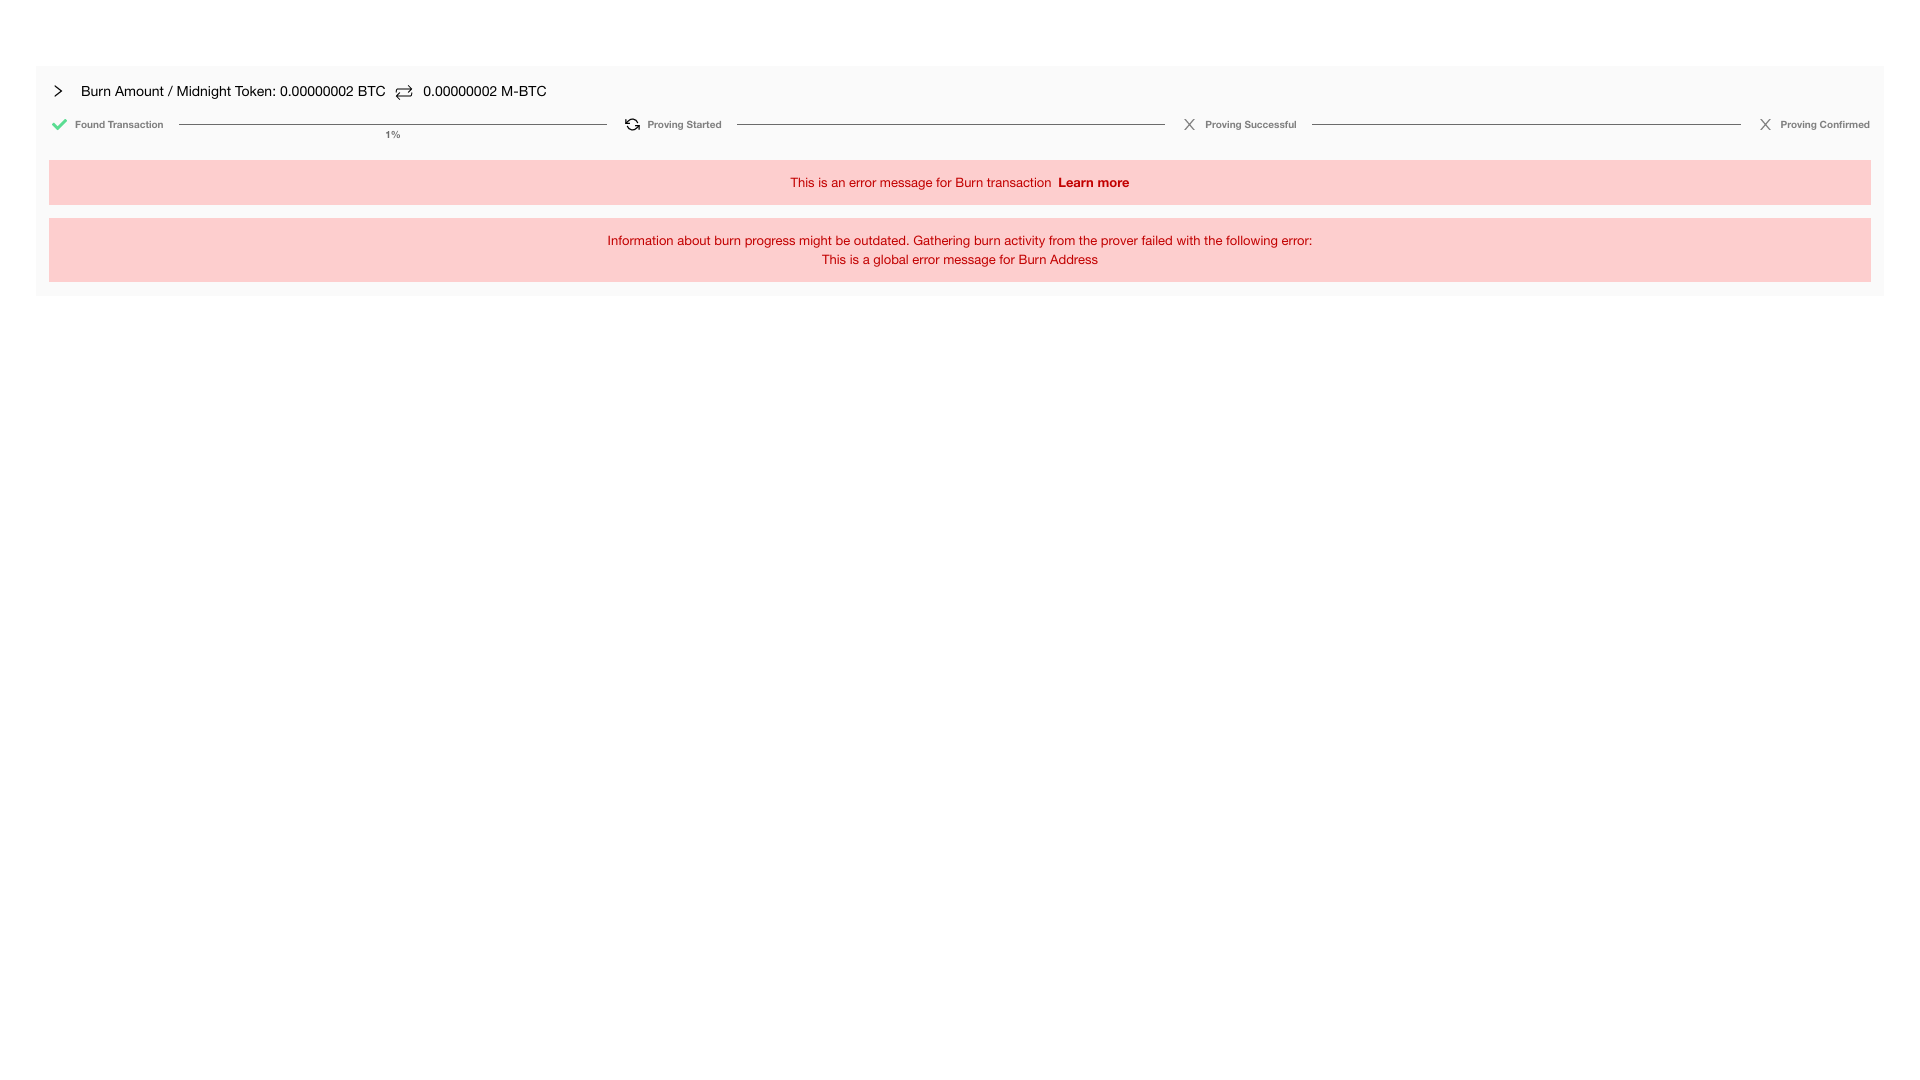 Burn Amount / Midnight Token: 0.00000002 BTC 0.00000002 M-BTC
Found Transaction
1%
Proving Started
Proving Successful
Proving Confirmed
This is an error message for Burn transaction Learn more
Information about burn progress might be outdated. Gathering burn activity from the prover failed with the following error:
This is a global error message for Burn Address